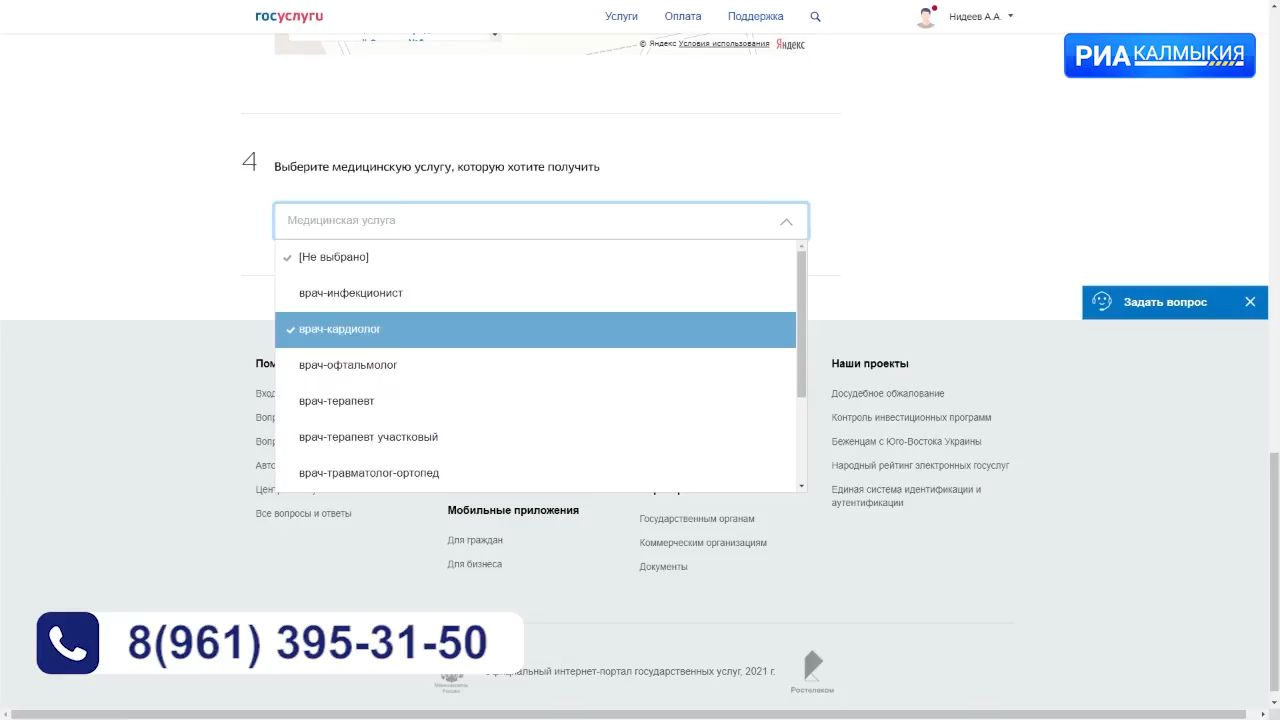 госуслуги
Услуги
Оплата
Поддержка
Нидеев А.А.
© Яндекс Условия использования Яндекс
РИА КАЛМЫКИЯ
4 Выберите медицинскую услугу, которую хотите получить
Медицинская услуга
[Не выбрано]
врач-инфекционист
врач-кардиолог
врач-офтальмолог
врач-терапевт
врач-терапевт участковый
врач-травматолог-ортопед
Задать вопрос
Все вопросы и ответы
Мобильные приложения
Для граждан
Для бизнеса
Государственным органам
Коммерческим организациям
Документы
Наши проекты
Досудебное обжалование
Контроль инвестиционных программ
Беженцам с Юго-Востока Украины
Народный рейтинг электронных госуслуг
Единая система идентификации и
аутентификации
8(961) 395-31-50
интернет-портал государственных услуг, 2021 г.
Ростелеком